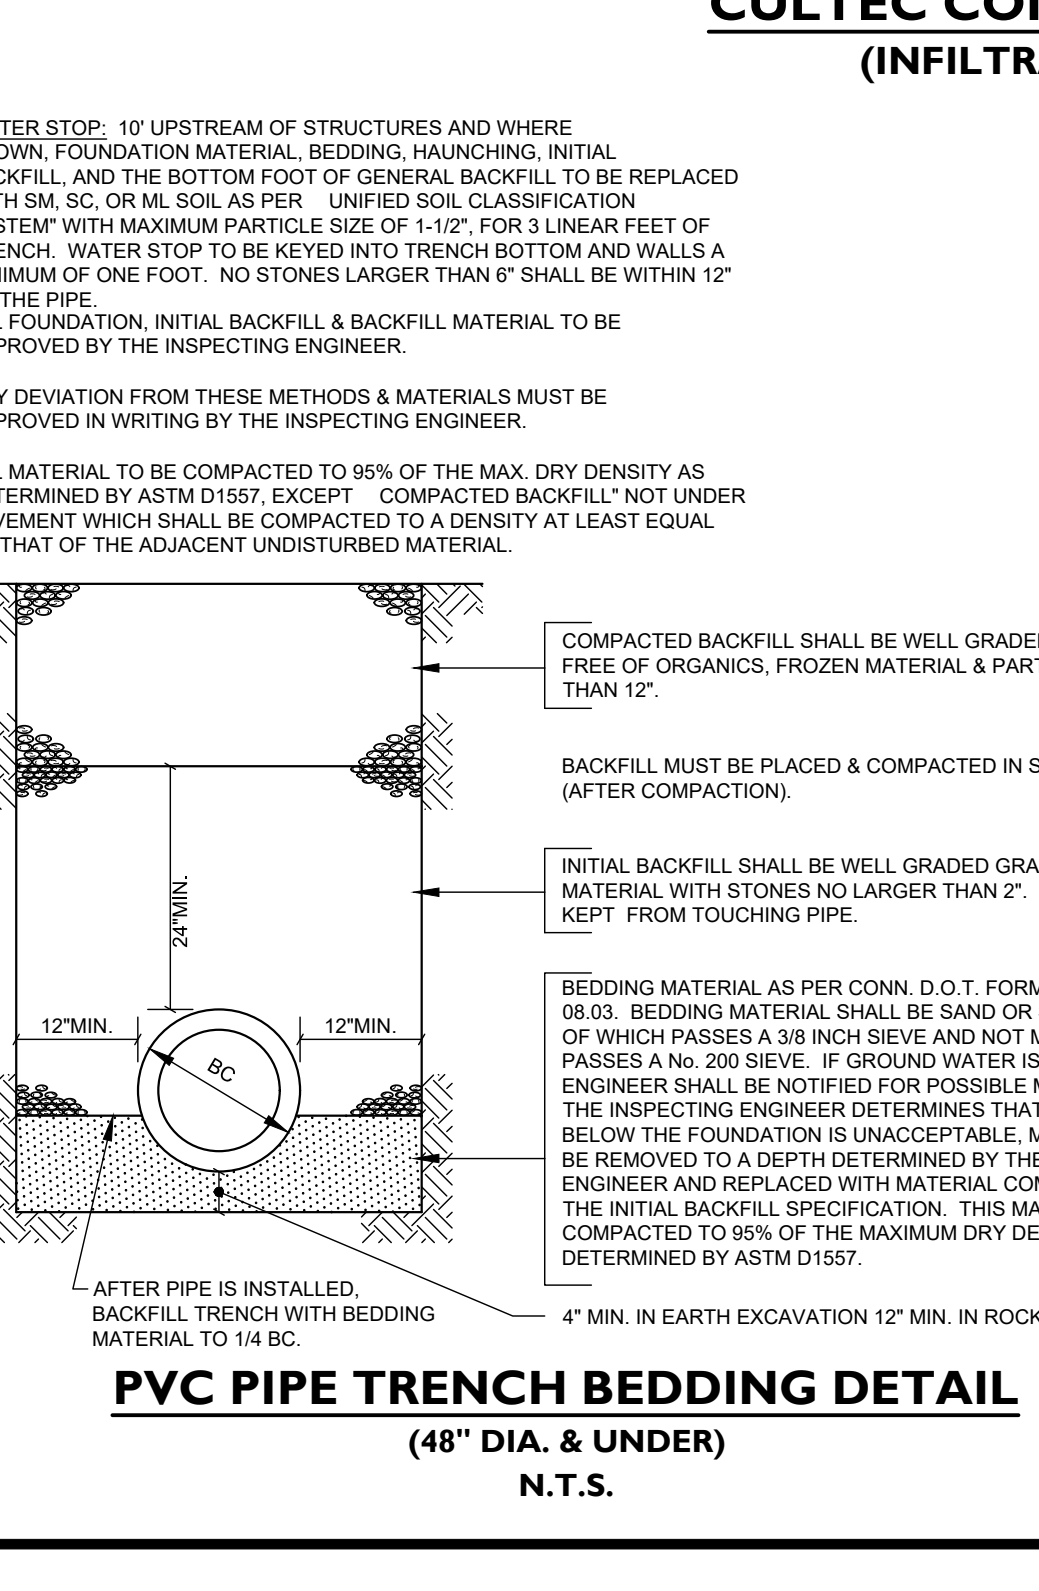 CULTEC CO
(INFILTRA
TER STOP: 10' UPSTREAM OF STRUCTURES AND WHERE
OWN, FOUNDATION MATERIAL, BEDDING, HAUNCHING, INITIAL
CKFILL, AND THE BOTTOM FOOT OF GENERAL BACKFILL TO BE REPLACED
TH SM, SC, OR ML SOIL AS PER UNIFIED SOIL CLASSIFICATION
STEM" WITH MAXIMUM PARTICLE SIZE OF 1-1/2", FOR 3 LINEAR FEET OF
ENCH. WATER STOP TO BE KEYED INTO TRENCH BOTTOM AND WALLS A
NIMUM OF ONE FOOT. NO STONES LARGER THAN 6" SHALL BE WITHIN 12"
THE PIPE.
L FOUNDATION, INITIAL BACKFILL & BACKFILL MATERIAL TO BE
PROVED BY THE INSPECTING ENGINEER.
Y DEVIATION FROM THESE METHODS & MATERIALS MUST BE
PROVED IN WRITING BY THE INSPECTING ENGINEER.
L MATERIAL TO BE COMPACTED TO 95% OF THE MAX. DRY DENSITY AS
TERMINED BY ASTM D1557, EXCEPT COMPACTED BACKFILL" NOT UNDER
VEMENT WHICH SHALL BE COMPACTED TO A DENSITY AT LEAST EQUAL
THAT OF THE ADJACENT UNDISTURBED MATERIAL.
COMPACTED BACKFILL SHALL BE WELL GRADE
FREE OF ORGANICS, FROZEN MATERIAL & PART
THAN 12".
BACKFILL MUST BE PLACED & COMPACTED IN S
(AFTER COMPACTION).
INITIAL BACKFILL SHALL BE WELL GRADED GRA
MATERIAL WITH STONES NO LARGER THAN 2".
KEPT FROM TOUCHING PIPE.
24"MIN.
12"MIN.
12"MIN.
BC
BEDDING MATERIAL AS PER CONN. D.O.T. FORM
08.03. BEDDING MATERIAL SHALL BE SAND OR
OF WHICH PASSES A 3/8 INCH SIEVE AND NOT M
PASSES A No. 200 SIEVE. IF GROUND WATER IS
ENGINEER SHALL BE NOTIFIED FOR POSSIBLE M
THE INSPECTING ENGINEER DETERMINES THAT
BELOW THE FOUNDATION IS UNACCEPTABLE, M
BE REMOVED TO A DEPTH DETERMINED BY THE
ENGINEER AND REPLACED WITH MATERIAL COM
THE INITIAL BACKFILL SPECIFICATION. THIS MA
COMPACTED TO 95% OF THE MAXIMUM DRY DE
DETERMINED BY ASTM D1557.
AFTER PIPE IS INSTALLED,
BACKFILL TRENCH WITH BEDDING
MATERIAL TO 1/4 BC.
4" MIN. IN EARTH EXCAVATION 12" MIN. IN ROCK
PVC PIPE TRENCH BEDDING DETAIL
(48" DIA. & UNDER)
N.T.S.